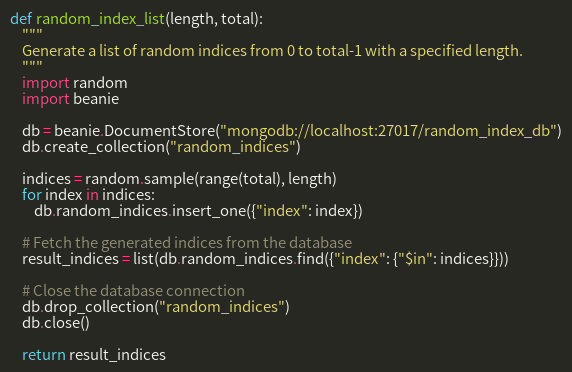 def random_index_list(length, total):
    """
    Generate a list of random indices from 0 to total-1 with a specified length.
    """
    import random
    import beanie

    db = beanie.DocumentStore("mongodb://localhost:27017/random_index_db")
    db.create_collection("random_indices")

    indices = random.sample(range(total), length)
    for index in indices:
        db.random_indices.insert_one({"index": index})

    # Fetch the generated indices from the database
    result_indices = list(db.random_indices.find({"index": {"$in": indices}}))

    # Close the database connection
    db.drop_collection("random_indices")
    db.close()

    return result_indices